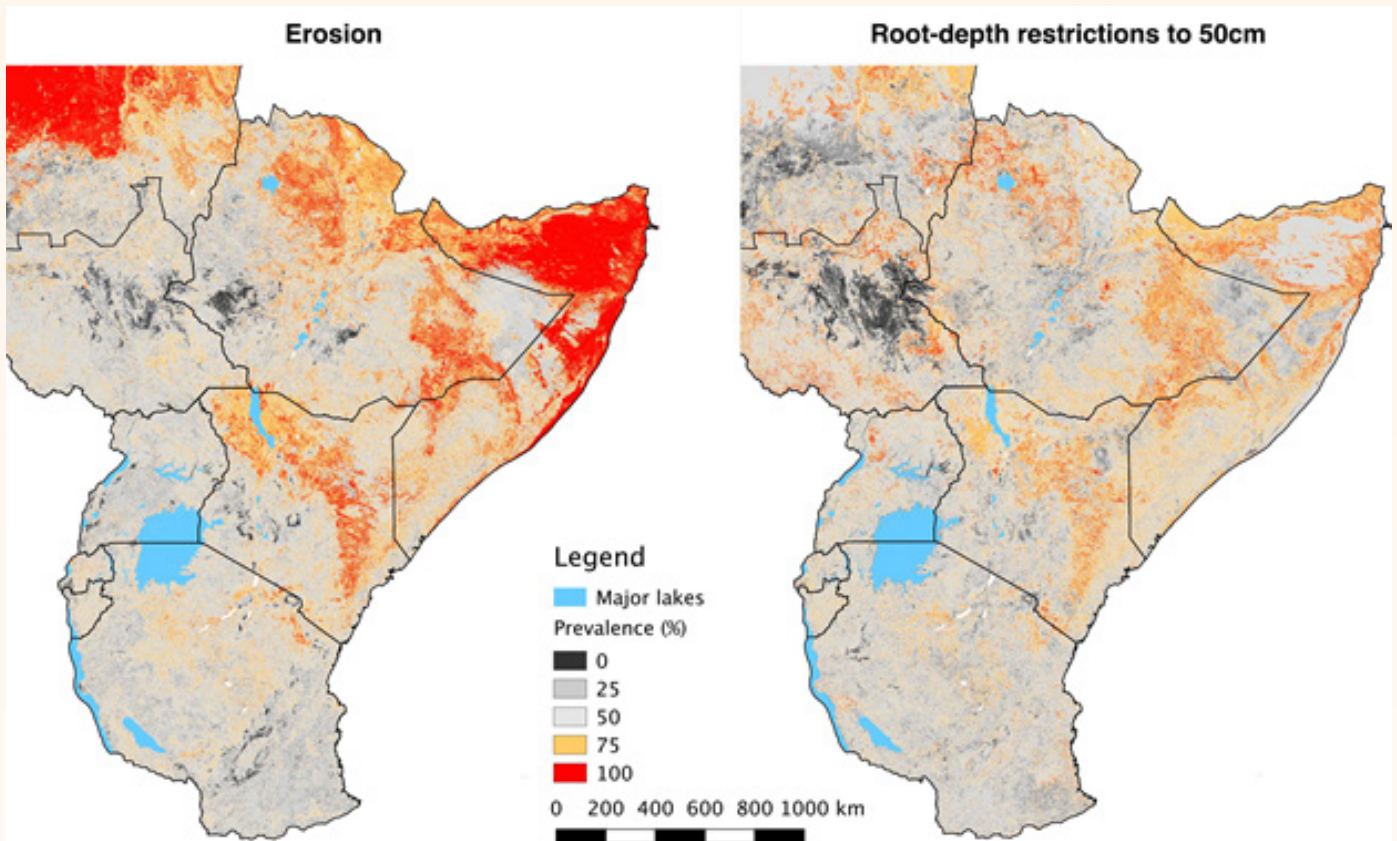 Erosion
Root-depth restrictions to 50cm
Legend
Major lakes
Prevalence (%)
0
25
50
75
100
0 200 400 600 800 1000 km